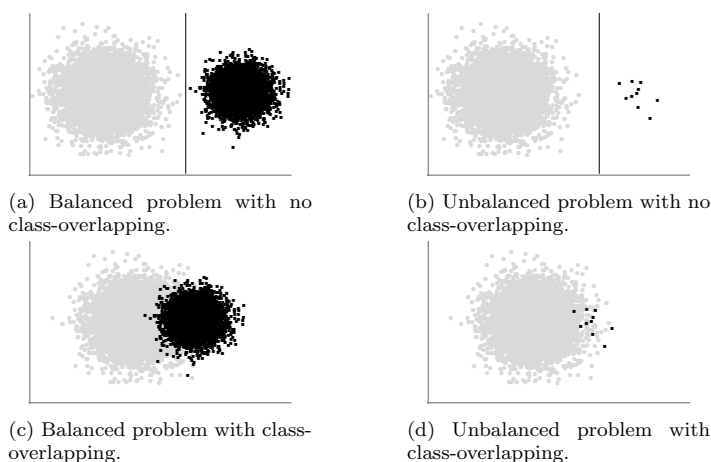 (a) Balanced problem with no
class-overlapping.
(b) Unbalanced problem with no
class-overlapping.
(c) Balanced problem with class-
overlapping.
(d) Unbalanced problem with
class-overlapping.